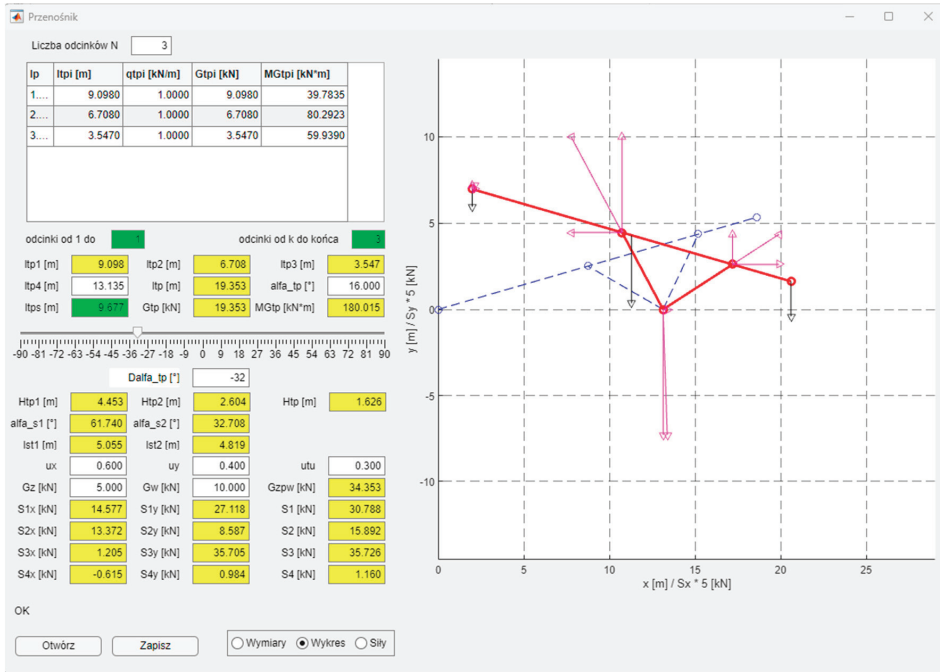 Przenośnik
Liczba odcinków N 3
lp ltpi [m] qtpi [kN/m] Gtpi [kN] MGtpi [kN*m]
1.... 9.0980 1.0000 9.0980 39.7835
2.... 6.7080 1.0000 6.7080 80.2923
3.... 3.5470 1.0000 3.5470 59.9390
odcinki od 1 do 1 odcinki od k do końca 3
ltp1 [m] 9.098 ltp2 [m] 6.708 ltp3 [m] 3.547
ltp4 [m] 13.135 ltp [m] 19.353 alfa_tp [°] 16.000
ltps [m] 9.677 Gtp [kN] 19.353 MGtp [kN*m] 180.015
-90 -81 -72 -63 -54 -45 -36 -27 -18 -9 0 9 18 27 36 45 54 63 72 81 90
Dalfa_tp [°] -32
Htp1 [m] 4.453 Htp2 [m] 2.604 Htp [m] 1.626
alfa_s1 [°] 61.740 alfa_s2 [°] 32.708
lst1 [m] 5.055 lst2 [m] 4.819
ux 0.600 uy 0.400 utu 0.300
Gz [kN] 5.000 Gw [kN] 10.000 Gzpw [kN] 34.353
S1x [kN] 14.577 S1y [kN] 27.118 S1 [kN] 30.788
S2x [kN] 13.372 S2y [kN] 8.587 S2 [kN] 15.892
S3x [kN] 1.205 S3y [kN] 35.705 S3 [kN] 35.726
S4x [kN] -0.615 S4y [kN] 0.984 S4 [kN] 1.160
OK
Otwórz Zapisz Wymiary Wykres Siły
10
5
0
-5
-10
y [m] / Sy * 5 [kN]
0 5 10 15 20 25
x [m] / Sx * 5 [kN]